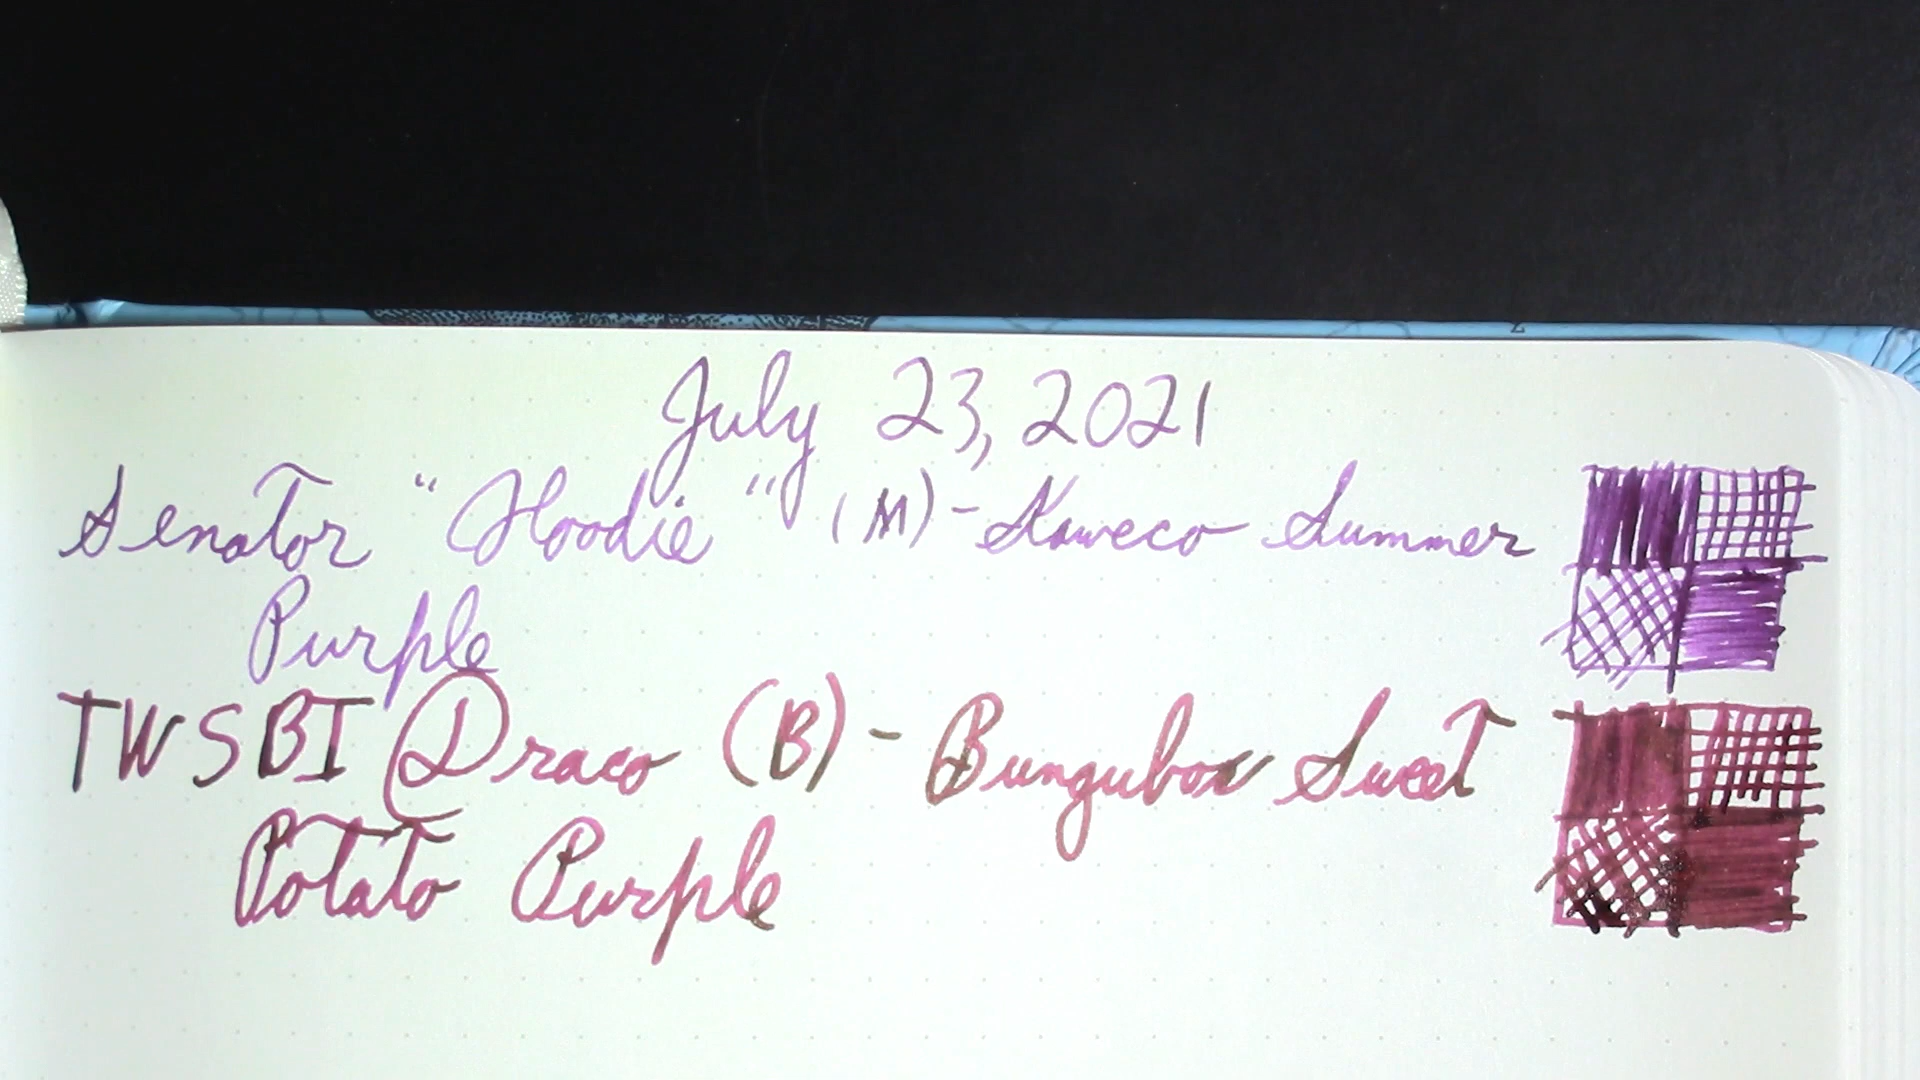 July 23, 2021
Senator "Hoodie" (M) - Kaweco Summer
Purple
TWSBI Draco (B) - Bungubox Sweet
Potato Purple